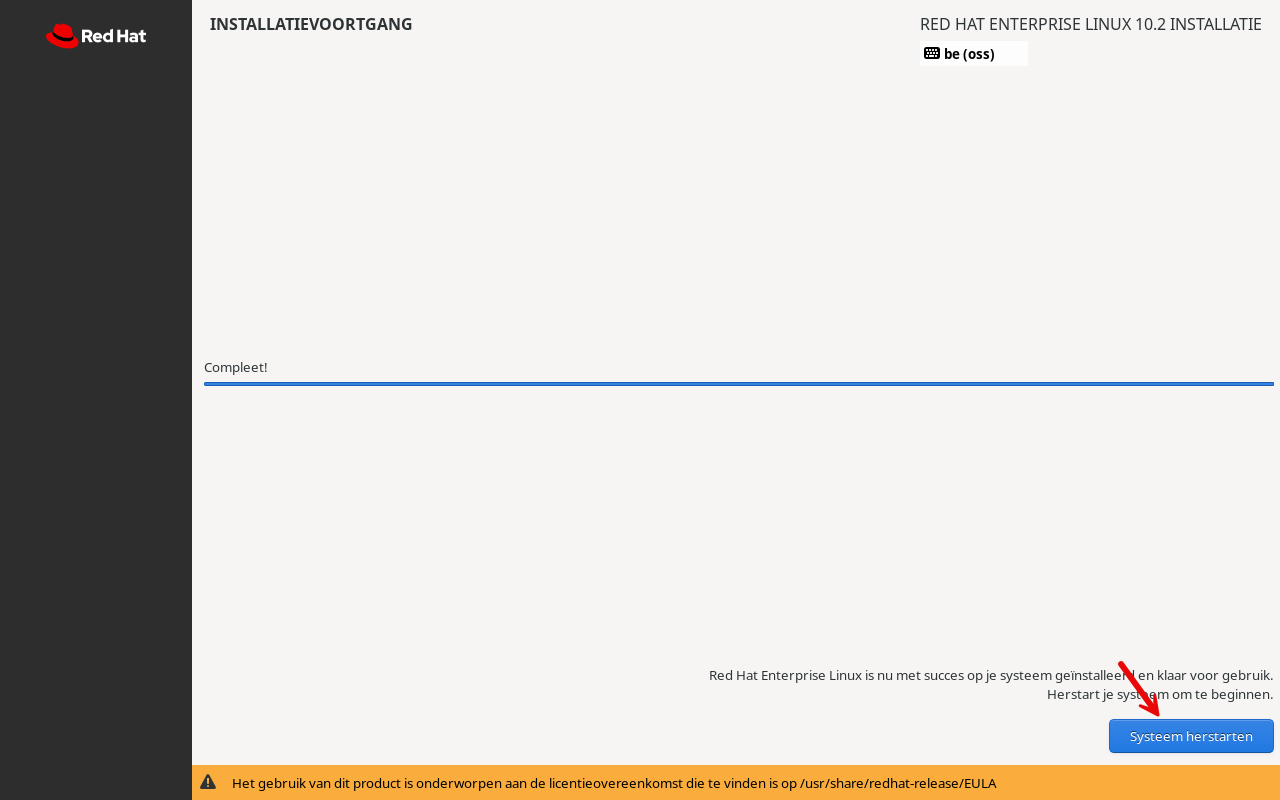 Red Hat
INSTALLATIEVOORTGANG
RED HAT ENTERPRISE LINUX 10.2 INSTALLATIE
be (oss)
Compleet!
Red Hat Enterprise Linux is nu met succes op je systeem geïnstalleerd en klaar voor gebruik.
Herstart je systeem om te beginnen.
Systeem herstarten
Het gebruik van dit product is onderworpen aan de licentieovereenkomst die te vinden is op /usr/share/redhat-release/EULA